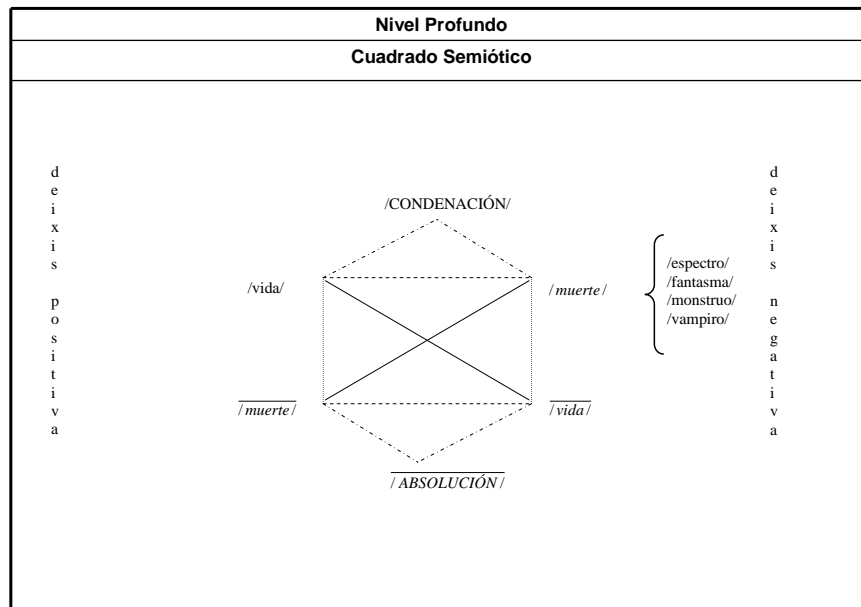 Nivel Profundo
Cuadrado Semiótico
deixis positiva
/CONDENACIÓN/
/vida/
/muerte/
/espectro/
/fantasma/
/monstruo/
/vampiro/
/muerte/
/vida/
/ABSOLUCIÓN/
deixis negativa